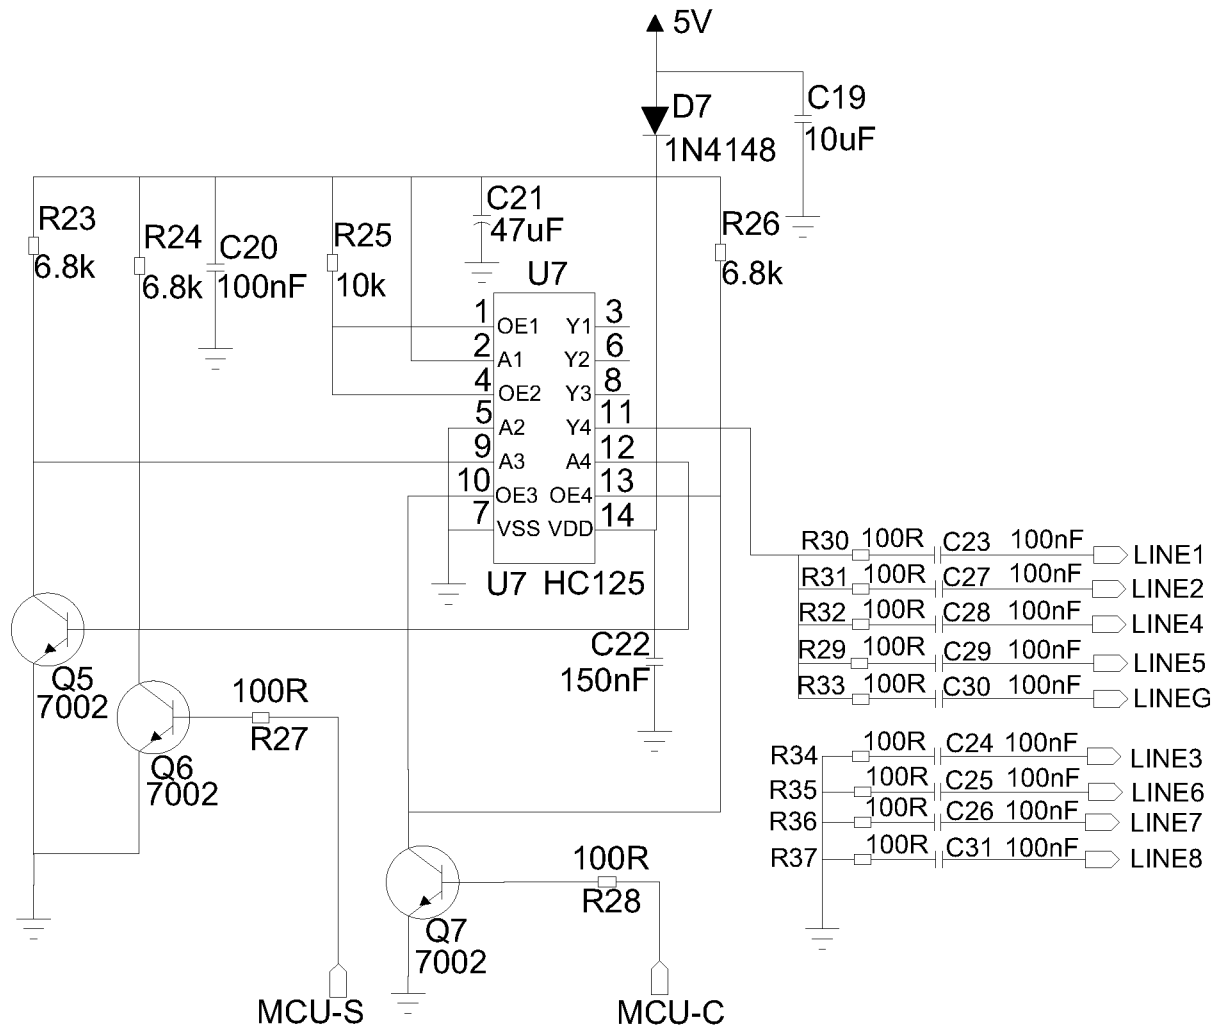 5V
D7
1N4148
C19
10uF
R23
6.8k
R24
6.8k
C20
100nF
R25
10k
C21
47uF
R26
6.8k
U7
1 OE1 Y1 3
2 A1 Y2 6
4 OE2 Y3 8
5 A2 Y4 11
9 A3 A4 12
10 OE3 OE4 13
7 VSS VDD 14
U7 HC125
C22
150nF
Q5
7002
Q6
7002
100R
R27
Q7
7002
100R
R28
MCU-S
MCU-C
R30 100R C23 100nF LINE1
R31 100R C27 100nF LINE2
R32 100R C28 100nF LINE4
R29 100R C29 100nF LINE5
R33 100R C30 100nF LINEG
R34 100R C24 100nF LINE3
R35 100R C25 100nF LINE6
R36 100R C26 100nF LINE7
R37 100R C31 100nF LINE8